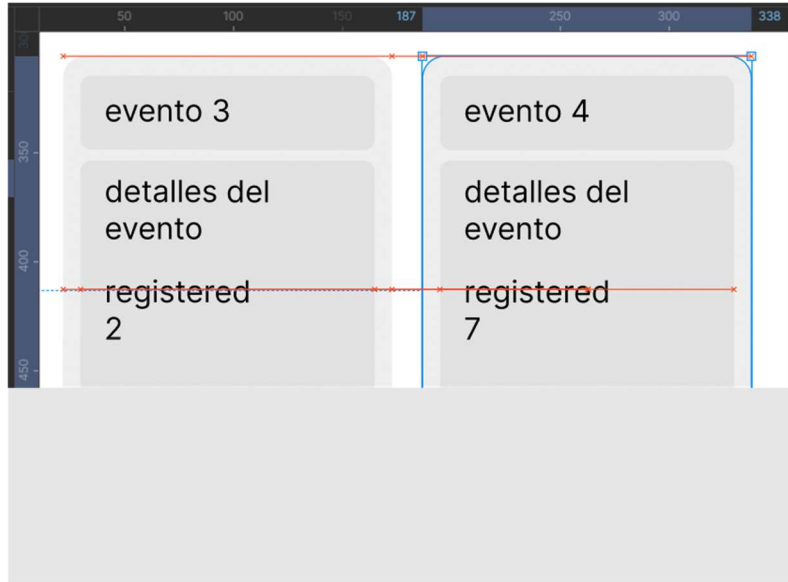 50 100 150 187 250 300 338
300
evento 3
evento 4
350
detalles del
evento
detalles del
evento
400
registered
2
registered
7
450